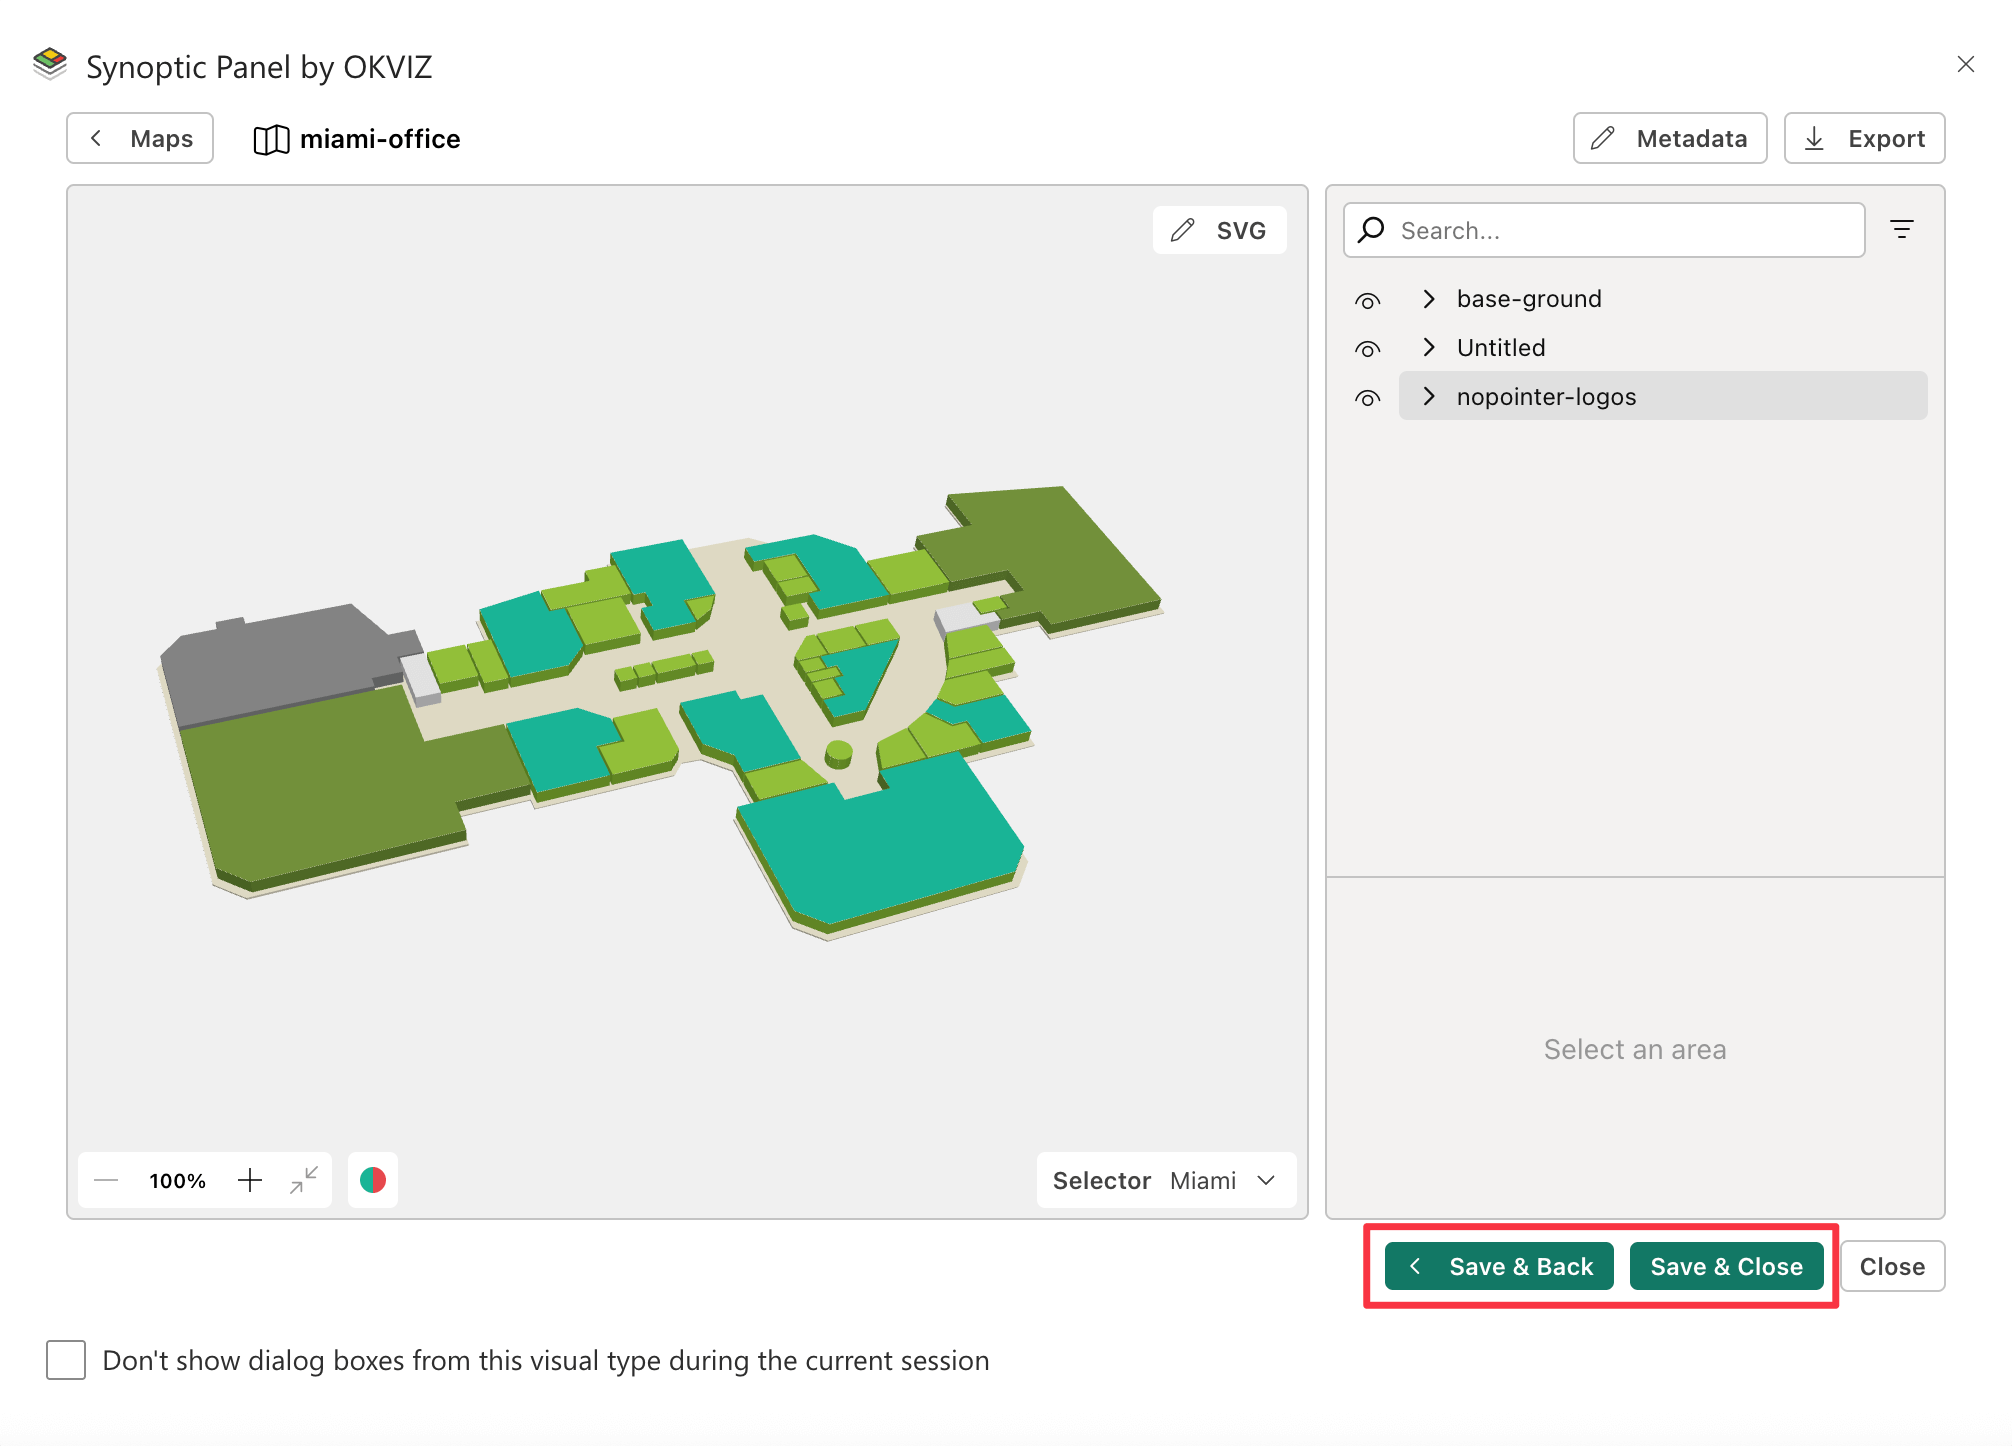 Synoptic Panel by OKVIZ
Maps
miami-office
Metadata
Export
SVG
Search...
base-ground
Untitled
nopointer-logos
Select an area
100%
Selector Miami
Save & Back
Save & Close
Close
Don't show dialog boxes from this visual type during the current session